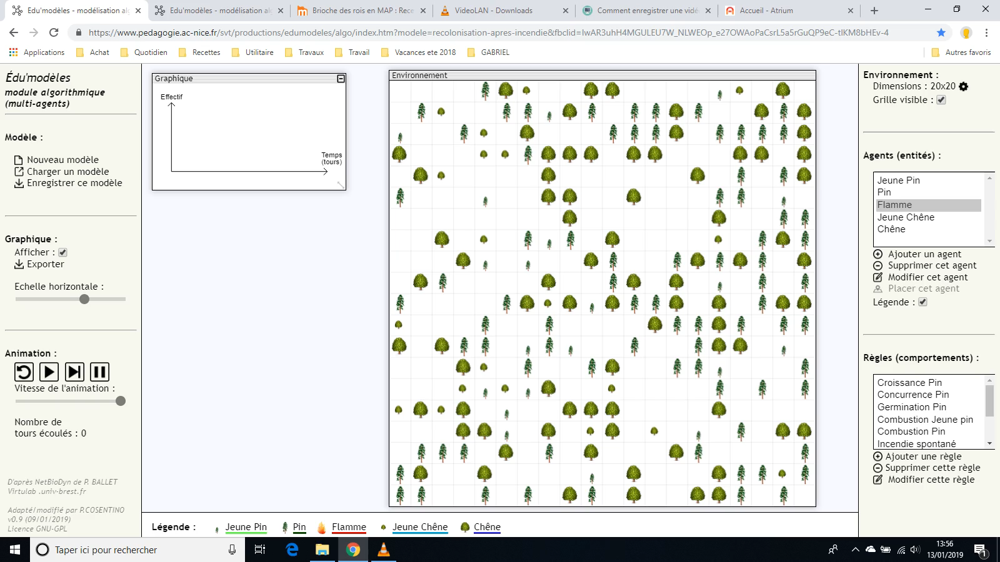 Edu'modèles - modélisation alg
Edu'modèles - modélisation alg
Brioche des rois en MAP : Rece
VideoLAN - Downloads
Comment enregistrer une vidé
Accueil - Atrium
https://www.pedagogie.ac-nice.fr/svt/productions/edumodeles/algo/index.htm?modele=recolonisation-apres-incendie&fbclid=IwAR3uhH4MGULEU7W_NLWEOp_e27OWAoPaCsrL5a5rGuQP9eC-tIKM8bHEv-4
Applications
Achat
Quotidien
Recettes
Utilitaire
Travaux
Travail
Vacances ete 2018
GABRIEL
Autres favoris
Édu'modèles
module algorithmique
(multi-agents)
Modèle :
Nouveau modèle
Charger un modèle
Enregistrer ce modèle
Graphique :
Afficher :
Exporter
Echelle horizontale :
Animation :
Vitesse de l'animation :
Nombre de
tours écoulés : 0
D'après NetBioDyn de P. BALLET
Virtulab .univ-brest.fr
Adapté/modifié par P.COSENTINO
v0.9 (09/01/2019)
Licence GNU-GPL
Graphique
Effectif
Temps
(tours)
Environnement
Légende :
Jeune Pin
Pin
Flamme
Jeune Chêne
Chêne
Environnement :
Dimensions : 20x20
Grille visible :
Agents (entités) :
Jeune Pin
Pin
Flamme
Jeune Chêne
Chêne
Ajouter un agent
Supprimer cet agent
Modifier cet agent
Placer cet agent
Légende :
Règles (comportements) :
Croissance Pin
Concurrence Pin
Germination Pin
Combustion Jeune pin
Combustion Pin
Incendie spontané
Ajouter une règle
Supprimer cette règle
Modifier cette règle
Taper ici pour rechercher
13:56
13/01/2019
1